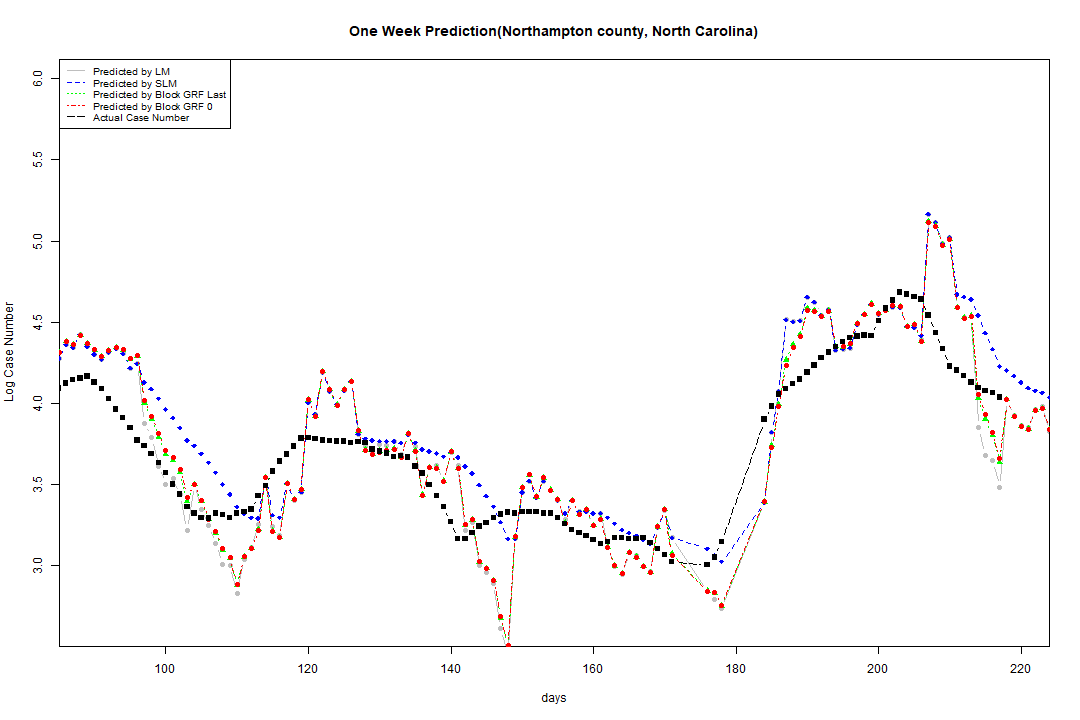 One Week Prediction(Northampton county, North Carolina)
Predicted by LM
Predicted by SLM
Predicted by Block GRF Last
Predicted by Block GRF 0
Actual Case Number
6.0
5.5
5.0
4.5
4.0
3.5
3.0
Log Case Number
100 120 140 160 180 200 220
days